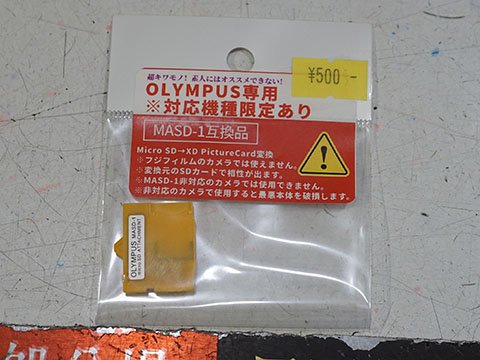 超キワモノ! 素人にはオススメできない!
¥500-
OLYMPUS専用
※対応機種限定あり
MASD-1互換品
Micro SD→XD PictureCard変換
※フジフィルムのカメラでは使えません。
※変換元のSDカードで相性が出ます。
※MASD-1非対応のカメラでは使用できません。
※非対応のカメラで使用すると最悪本体を破損します。
OLYMPUS MASD-1
microSD ATTACHMENT